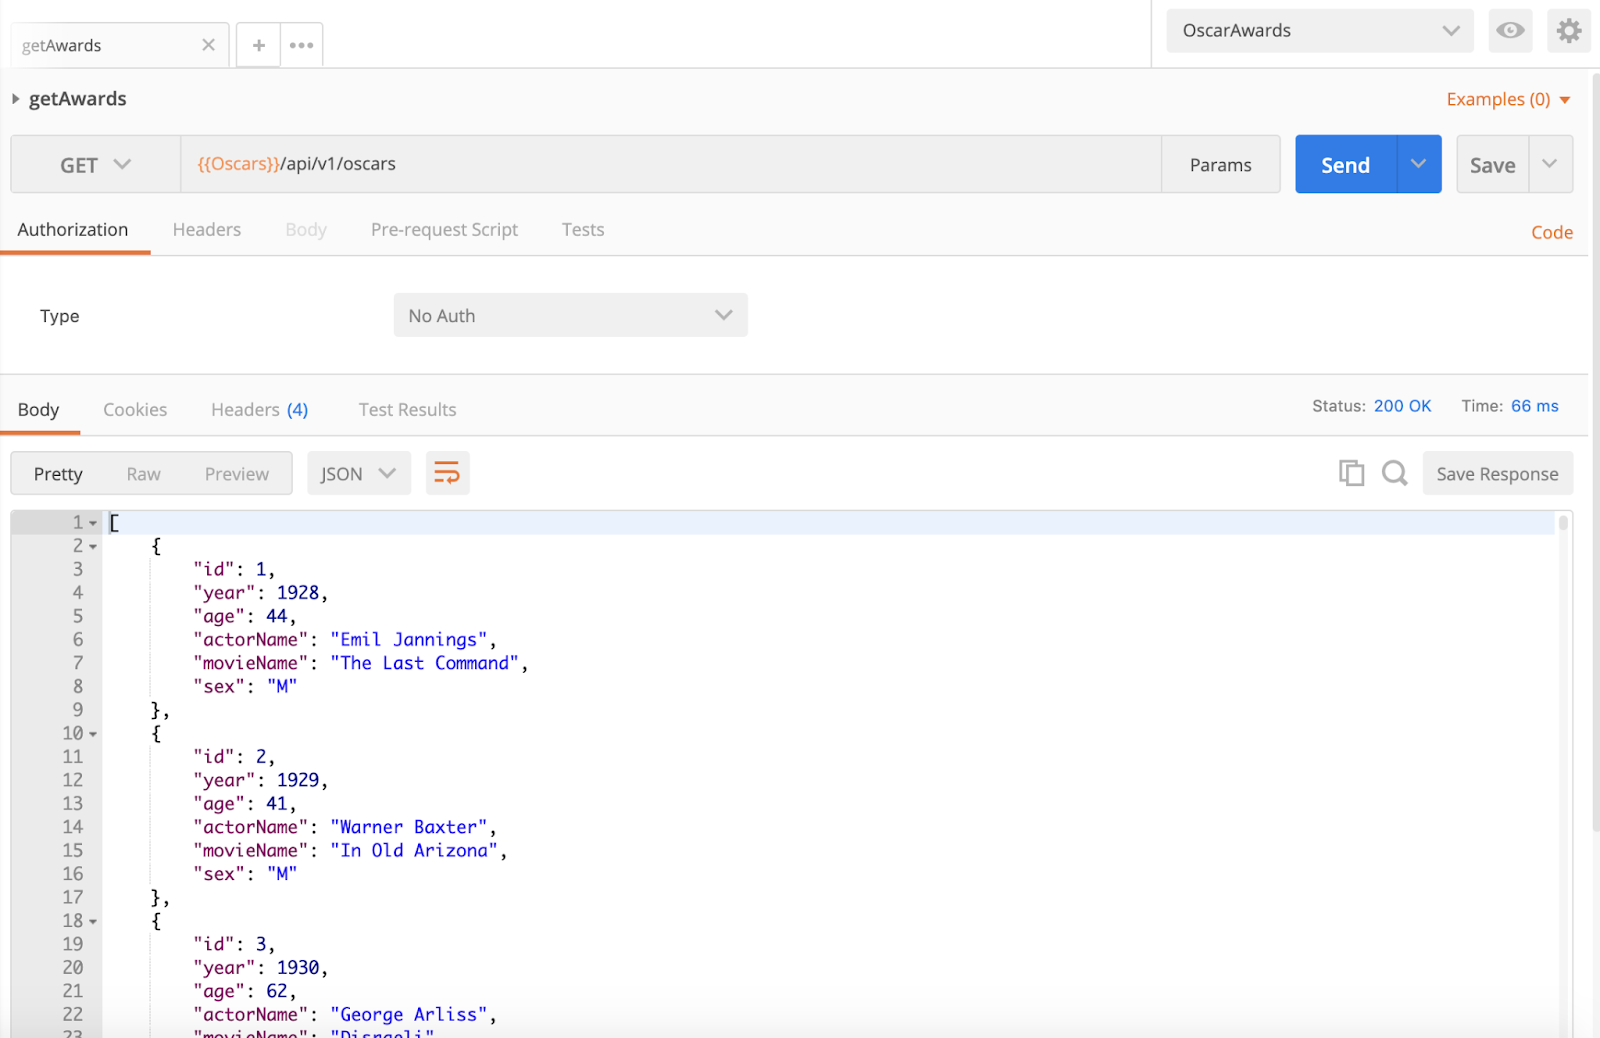 getAwards
OscarAwards
getAwards
Examples (0)
GET {{Oscars}}/api/v1/oscars Params Send Save
Authorization Headers Body Pre-request Script Tests Code
Type No Auth
Body Cookies Headers (4) Test Results Status: 200 OK Time: 66 ms
Pretty Raw Preview JSON Save Response
1 [
2 {
3 "id": 1,
4 "year": 1928,
5 "age": 44,
6 "actorName": "Emil Jannings",
7 "movieName": "The Last Command",
8 "sex": "M"
9 },
10 {
11 "id": 2,
12 "year": 1929,
13 "age": 41,
14 "actorName": "Warner Baxter",
15 "movieName": "In Old Arizona",
16 "sex": "M"
17 },
18 {
19 "id": 3,
20 "year": 1930,
21 "age": 62,
22 "actorName": "George Arliss",
23 "movieName": "Disraeli"